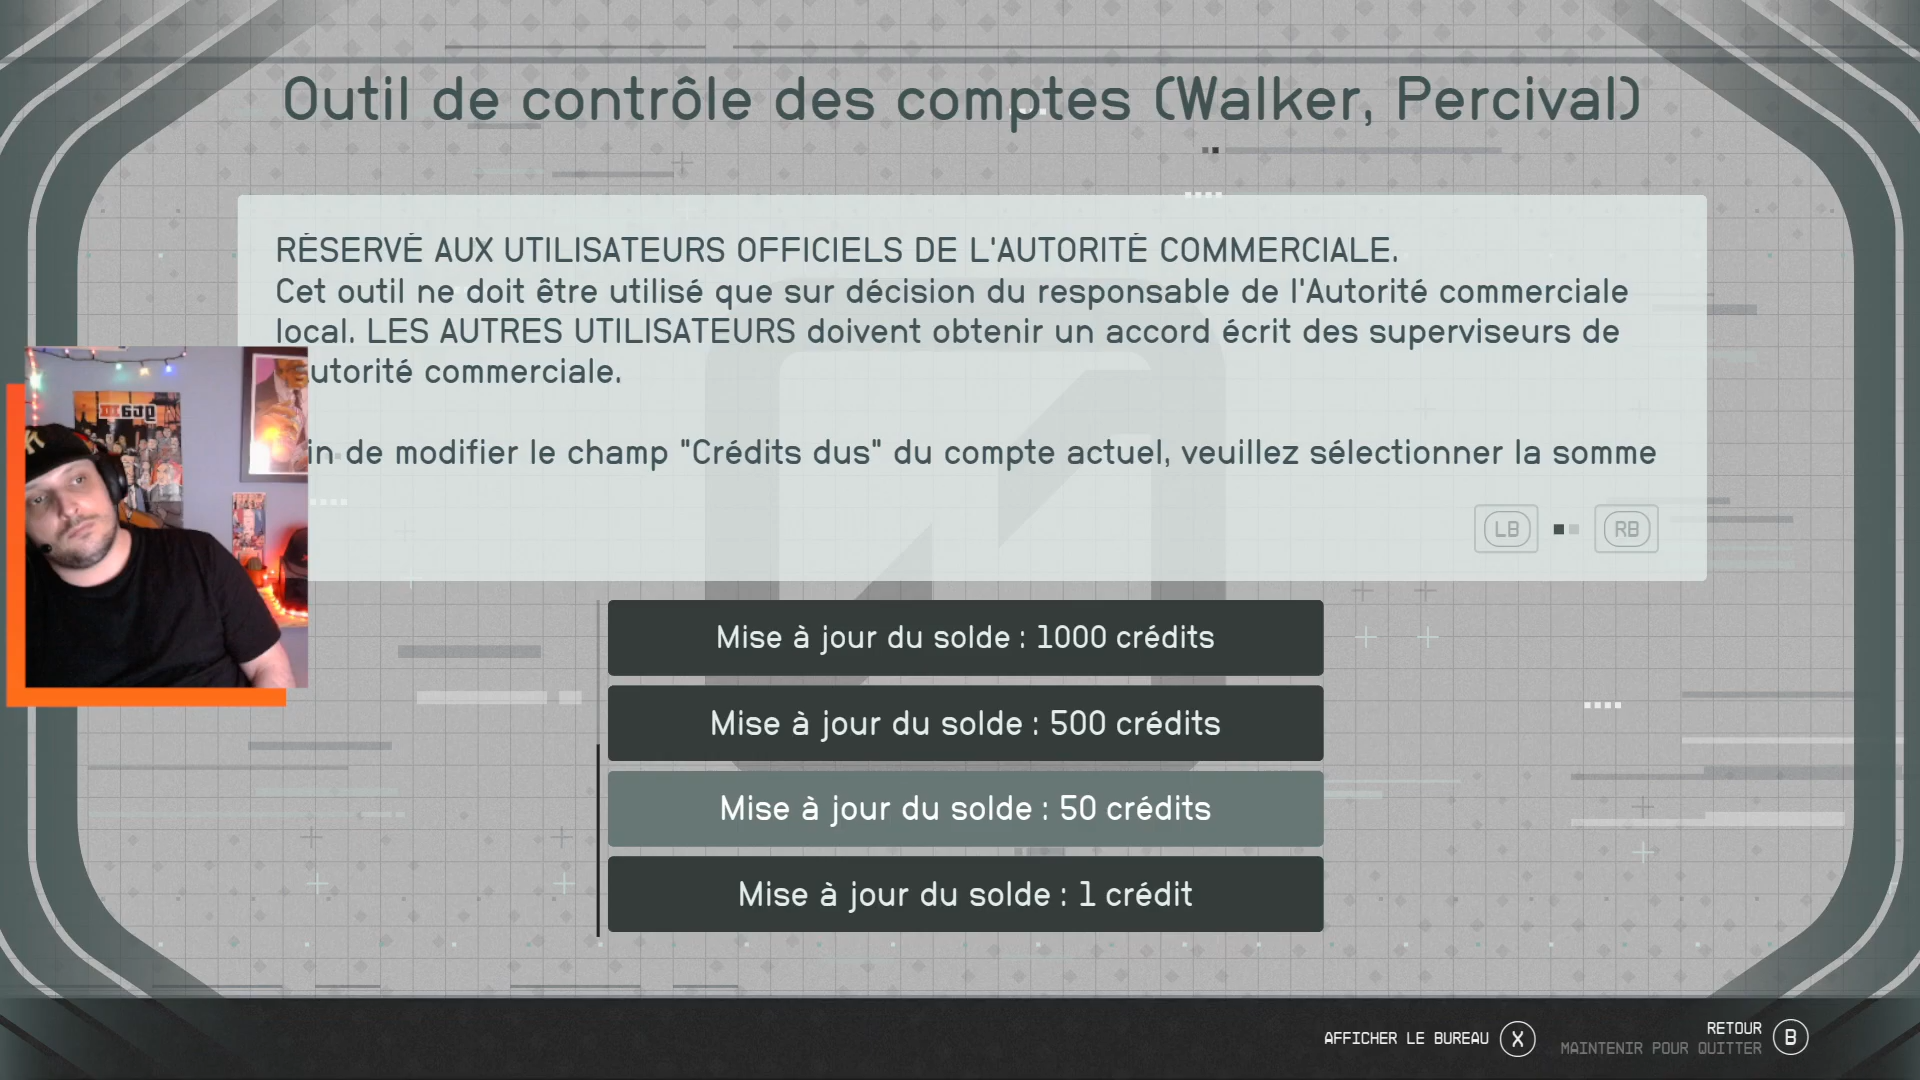 Outil de contrôle des comptes (Walker, Percival)
RÉSERVÉ AUX UTILISATEURS OFFICIELS DE L'AUTORITÉ COMMERCIALE.
Cet outil ne doit être utilisé que sur décision du responsable de l'Autorité commerciale
local. LES AUTRES UTILISATEURS doivent obtenir un accord écrit des superviseurs de
utorité commerciale.
in de modifier le champ "Crédits dus" du compte actuel, veuillez sélectionner la somme
LB RB
Mise à jour du solde : 1000 crédits
Mise à jour du solde : 500 crédits
Mise à jour du solde : 50 crédits
Mise à jour du solde : 1 crédit
AFFICHER LE BUREAU X
RETOUR B
MAINTENIR POUR QUITTER